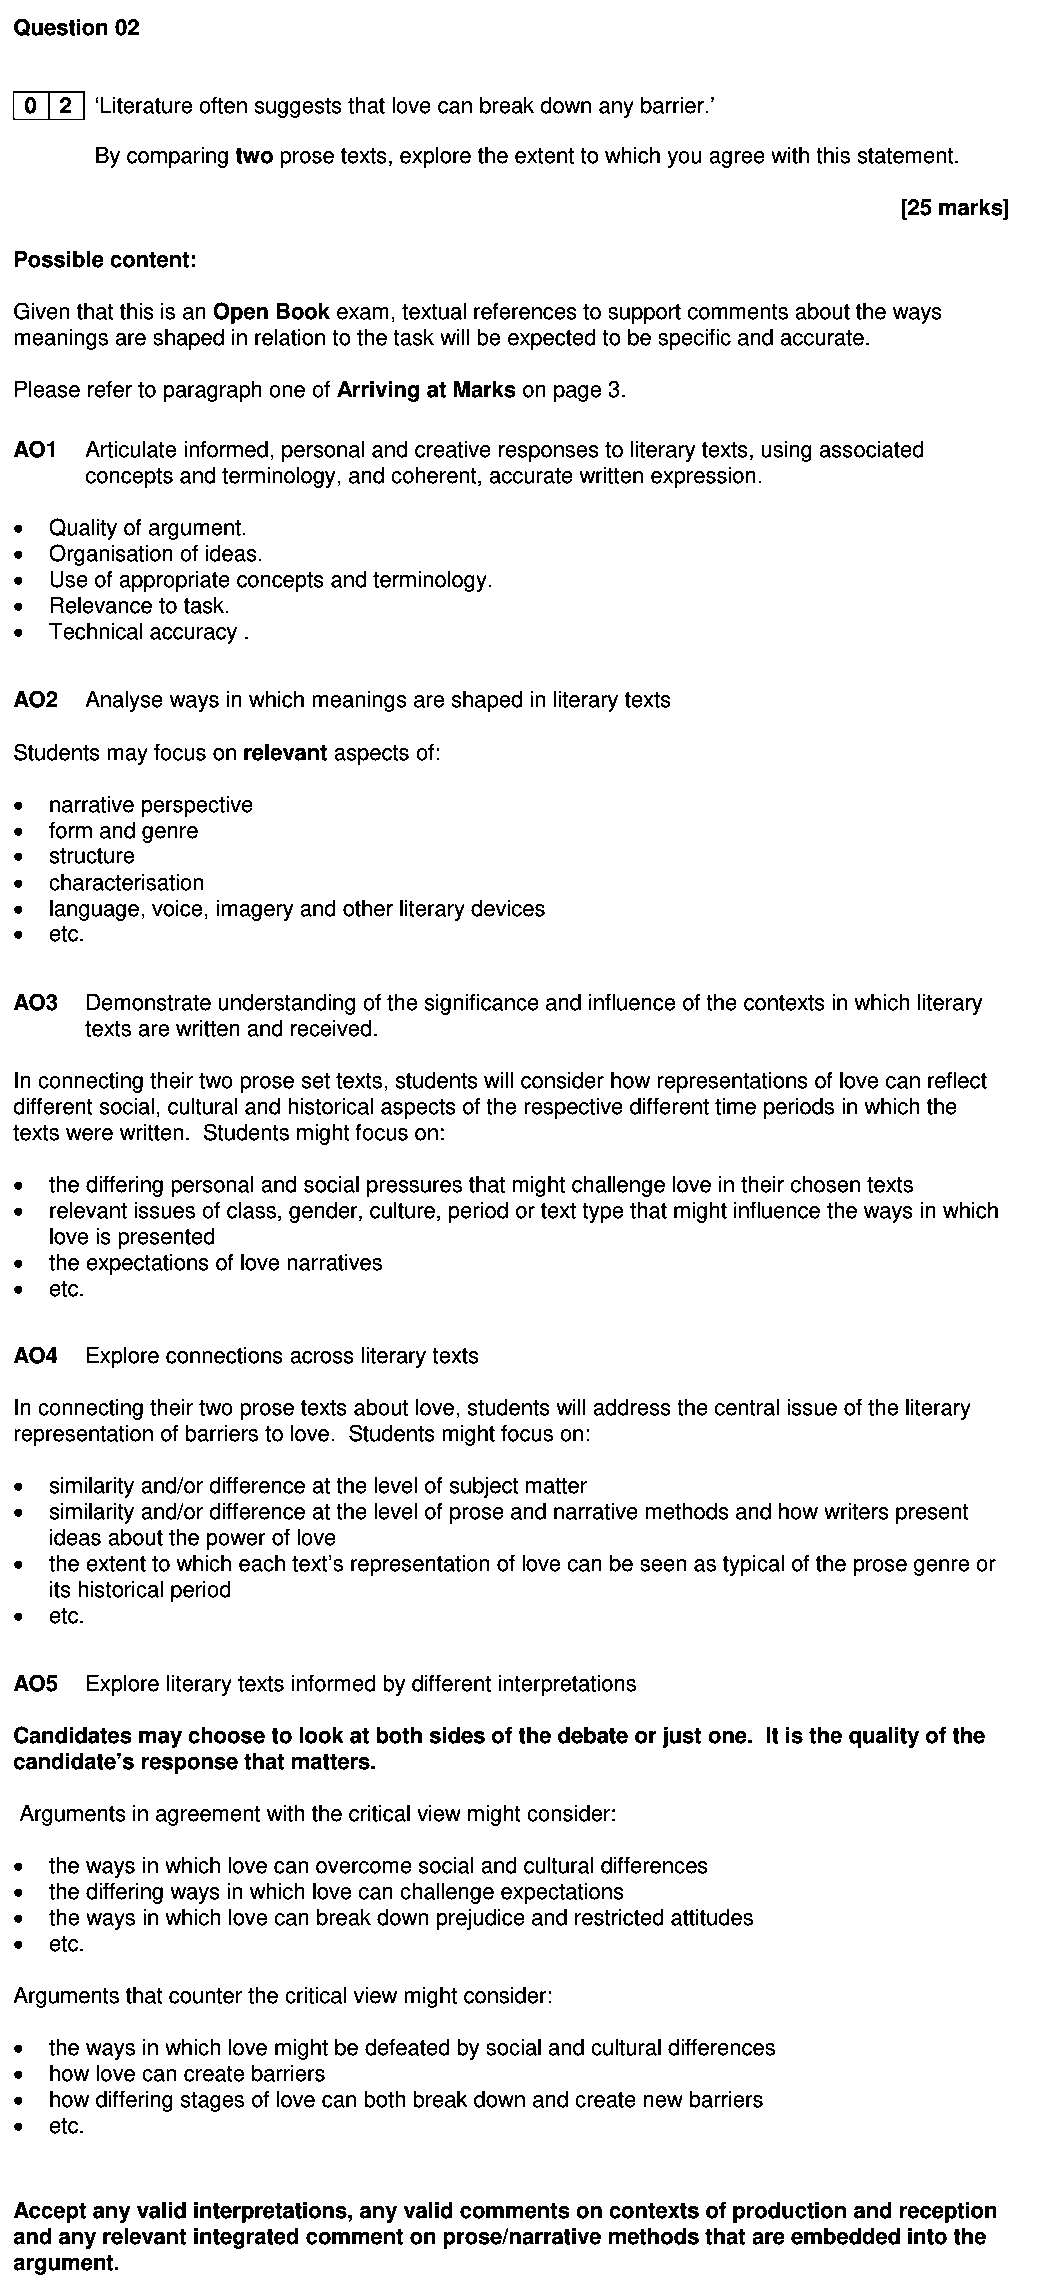 Question 02
0 2 ‘Literature often suggests that love can break down any barrier.’
By comparing two prose texts, explore the extent to which you agree with this statement.
[25 marks]
Possible content:
Given that this is an Open Book exam, textual references to support comments about the ways
meanings are shaped in relation to the task will be expected to be specific and accurate.
Please refer to paragraph one of Arriving at Marks on page 3.
AO1 Articulate informed, personal and creative responses to literary texts, using associated
concepts and terminology, and coherent, accurate written expression.
• Quality of argument.
• Organisation of ideas.
• Use of appropriate concepts and terminology.
• Relevance to task.
• Technical accuracy .
AO2 Analyse ways in which meanings are shaped in literary texts
Students may focus on relevant aspects of:
• narrative perspective
• form and genre
• structure
• characterisation
• language, voice, imagery and other literary devices
• etc.
AO3 Demonstrate understanding of the significance and influence of the contexts in which literary
texts are written and received.
In connecting their two prose set texts, students will consider how representations of love can reflect
different social, cultural and historical aspects of the respective different time periods in which the
texts were written. Students might focus on:
• the differing personal and social pressures that might challenge love in their chosen texts
• relevant issues of class, gender, culture, period or text type that might influence the ways in which
love is presented
• the expectations of love narratives
• etc.
AO4 Explore connections across literary texts
In connecting their two prose texts about love, students will address the central issue of the literary
representation of barriers to love. Students might focus on:
• similarity and/or difference at the level of subject matter
• similarity and/or difference at the level of prose and narrative methods and how writers present
ideas about the power of love
• the extent to which each text’s representation of love can be seen as typical of the prose genre or
its historical period
• etc.
AO5 Explore literary texts informed by different interpretations
Candidates may choose to look at both sides of the debate or just one. It is the quality of the
candidate’s response that matters.
Arguments in agreement with the critical view might consider:
• the ways in which love can overcome social and cultural differences
• the differing ways in which love can challenge expectations
• the ways in which love can break down prejudice and restricted attitudes
• etc.
Arguments that counter the critical view might consider:
• the ways in which love might be defeated by social and cultural differences
• how love can create barriers
• how differing stages of love can both break down and create new barriers
• etc.
Accept any valid interpretations, any valid comments on contexts of production and reception
and any relevant integrated comment on prose/narrative methods that are embedded into the
argument.